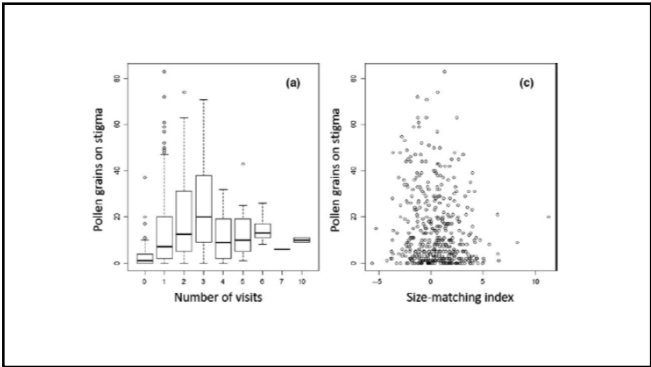 (a)
Pollen grains on stigma
80
60
40
20
0
0 1 2 3 4 5 6 7 10
Number of visits
(c)
Pollen grains on stigma
80
60
40
20
0
-5 0 5 10
Size-matching index